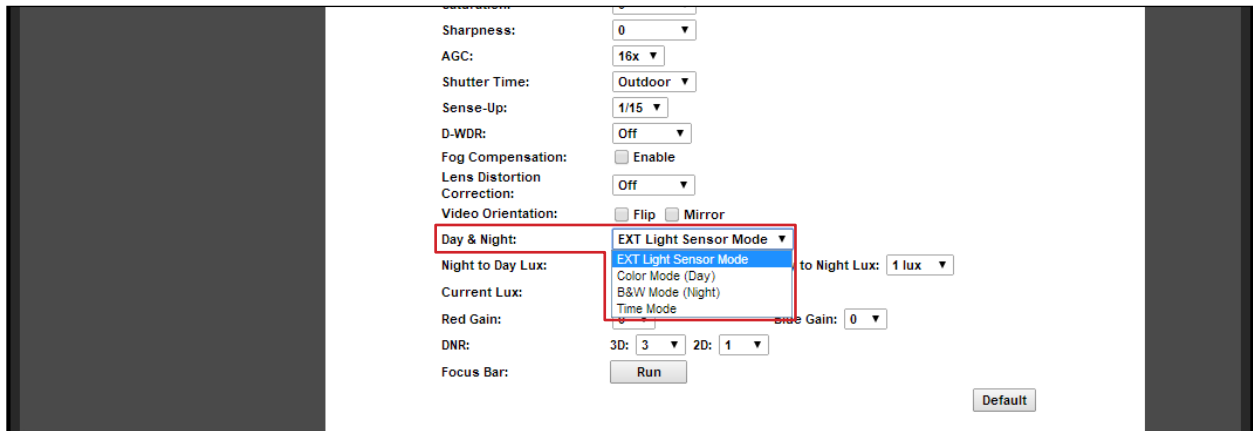 Sharpness: 0
AGC: 16x
Shutter Time: Outdoor
Sense-Up: 1/15
D-WDR: Off
Fog Compensation: Enable
Lens Distortion
Correction: Off
Video Orientation: Flip Mirror
Day & Night: EXT Light Sensor Mode
EXT Light Sensor Mode
Night to Day Lux: to Night Lux: 1 lux
Color Mode (Day)
Current Lux: B&W Mode (Night)
Time Mode
Red Gain: Blue Gain: 0
DNR: 3D: 3 2D: 1
Focus Bar: Run
Default